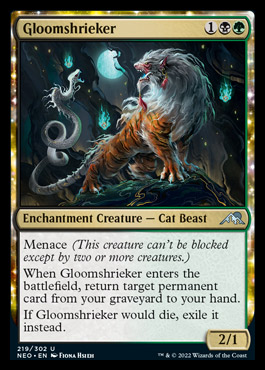 Gloomshrieker 1
Enchantment Creature — Cat Beast
Menace (This creature can't be blocked
except by two or more creatures.)
When Gloomshrieker enters the
battlefield, return target permanent
card from your graveyard to your hand.
If Gloomshrieker would die, exile it
instead.
2/1
219/302 U
NEO • EN Fiona Hsieh
™ & © 2022 Wizards of the Coast